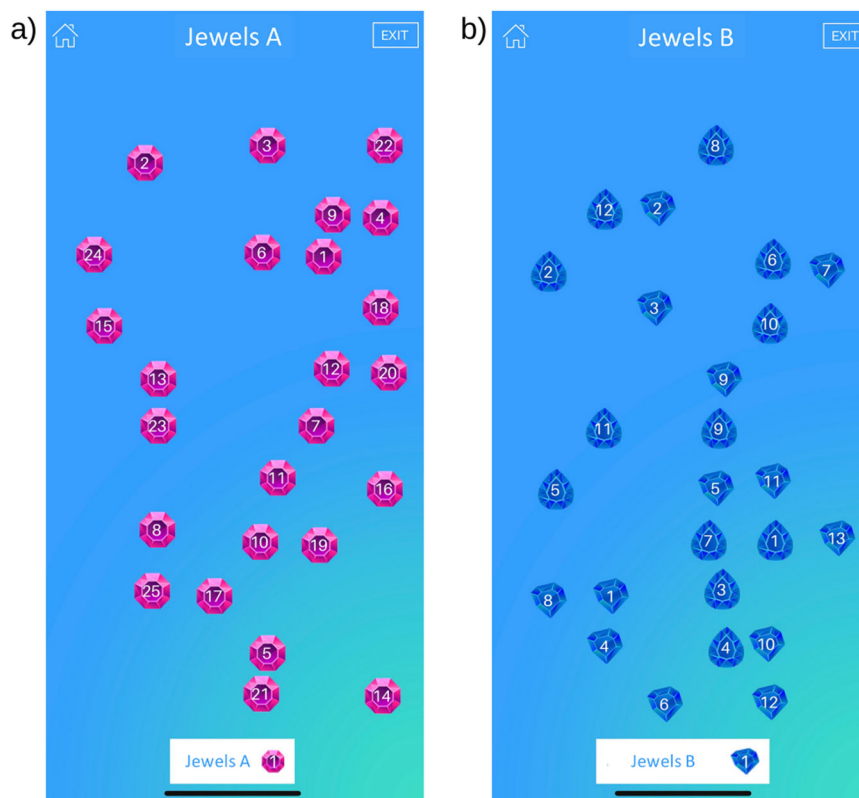 a)
Jewels A
EXIT
2 3 22
9 4
24 6 1
15 18
13 12 20
23 7
11 16
8 10 19
25 17
5
21 14
Jewels A 1
b)
Jewels B
EXIT
8
12 2
2 6 7
3 10
9
11 9
5 5 11
7 1 13
8 1 3
4 4 10
6 12
Jewels B 1